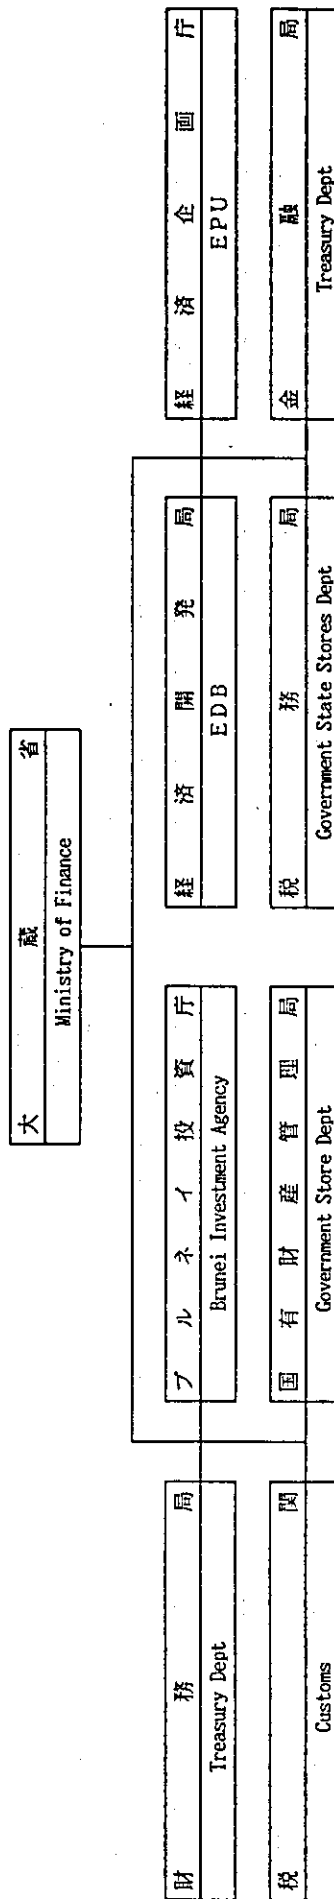 大蔵省
Ministry of Finance
財務局
Treasury Dept
ブルネイ投資庁
Brunei Investment Agency
経済開発局
EDB
経済企画庁
EPU
税関
Customs
国有財産管理局
Government Store Dept
税務局
Government State Stores Dept
金融局
Treasury Dept